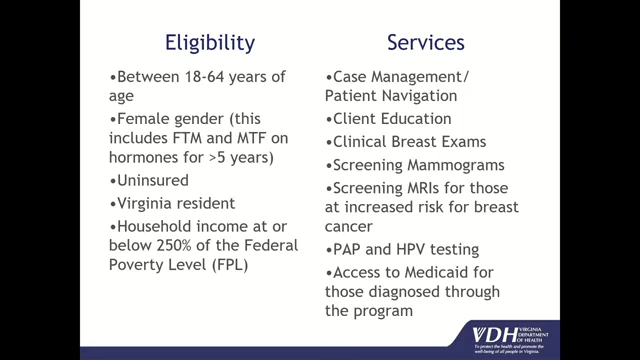 Eligibility
•Between 18-64 years of
age
•Female gender (this
includes FTM and MTF on
hormones for >5 years)
•Uninsured
•Virginia resident
•Household income at or
below 250% of the Federal
Poverty Level (FPL)
Services
•Case Management/
Patient Navigation
•Client Education
•Clinical Breast Exams
•Screening Mammograms
•Screening MRIs for those
at increased risk for breast
cancer
•PAP and HPV testing
•Access to Medicaid for
those diagnosed through
the program
VDH VIRGINIA
DEPARTMENT
OF HEALTH
To protect the health and promote the
well-being of all people in Virginia.